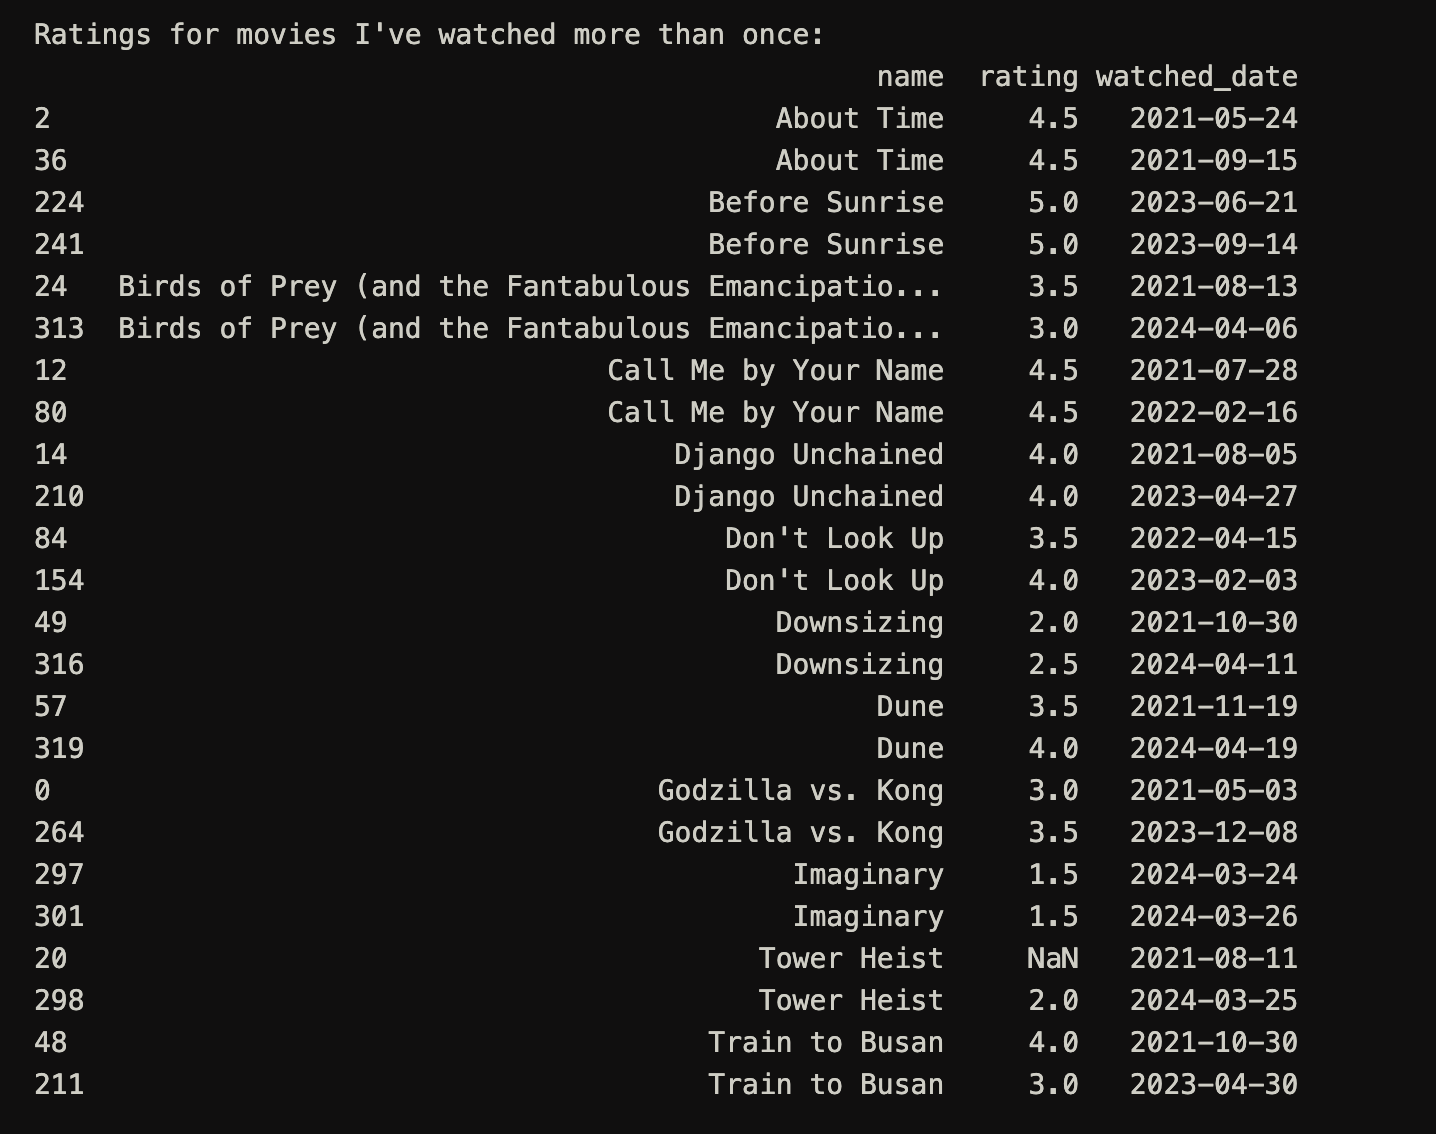 Ratings for movies I've watched more than once:
name rating watched_date
2 About Time 4.5 2021-05-24
36 About Time 4.5 2021-09-15
224 Before Sunrise 5.0 2023-06-21
241 Before Sunrise 5.0 2023-09-14
24 Birds of Prey (and the Fantabulous Emancipatio... 3.5 2021-08-13
313 Birds of Prey (and the Fantabulous Emancipatio... 3.0 2024-04-06
12 Call Me by Your Name 4.5 2021-07-28
80 Call Me by Your Name 4.5 2022-02-16
14 Django Unchained 4.0 2021-08-05
210 Django Unchained 4.0 2023-04-27
84 Don't Look Up 3.5 2022-04-15
154 Don't Look Up 4.0 2023-02-03
49 Downsizing 2.0 2021-10-30
316 Downsizing 2.5 2024-04-11
57 Dune 3.5 2021-11-19
319 Dune 4.0 2024-04-19
0 Godzilla vs. Kong 3.0 2021-05-03
264 Godzilla vs. Kong 3.5 2023-12-08
297 Imaginary 1.5 2024-03-24
301 Imaginary 1.5 2024-03-26
20 Tower Heist NaN 2021-08-11
298 Tower Heist 2.0 2024-03-25
48 Train to Busan 4.0 2021-10-30
211 Train to Busan 3.0 2023-04-30